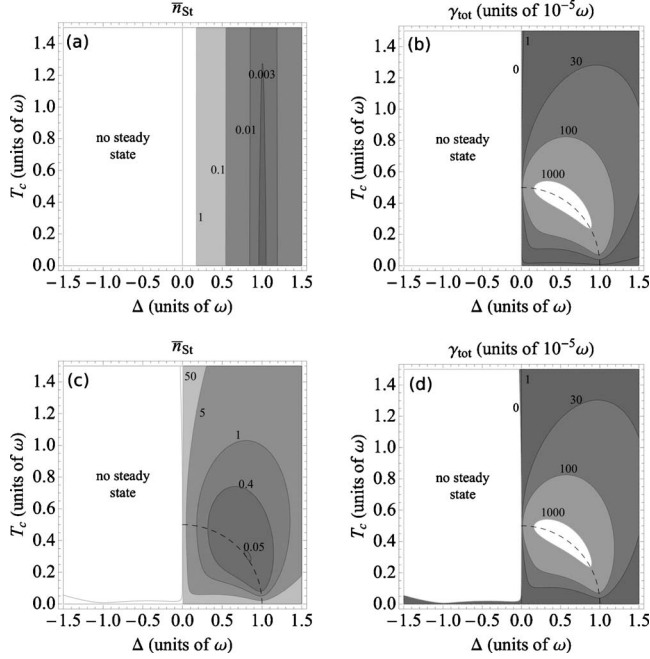 n̄St
γtot (units of 10⁻⁵ω)
(a)
(b)
Tc (units of ω)
1.4
1.2
1.0
0.8
0.6
0.4
0.2
0.0
no steady
state
0.003
0.01
0.1
1
−1.5 −1.0 −0.5 0.0 0.5 1.0 1.5
Δ (units of ω)
Tc (units of ω)
1.4
1.2
1.0
0.8
0.6
0.4
0.2
0.0
no steady
state
1
0
30
100
1000
−1.5 −1.0 −0.5 0.0 0.5 1.0 1.5
Δ (units of ω)
n̄St
γtot (units of 10⁻⁵ω)
(c)
(d)
Tc (units of ω)
1.4
1.2
1.0
0.8
0.6
0.4
0.2
0.0
no steady
state
50
5
1
0.4
0.05
−1.5 −1.0 −0.5 0.0 0.5 1.0 1.5
Δ (units of ω)
Tc (units of ω)
1.4
1.2
1.0
0.8
0.6
0.4
0.2
0.0
no steady
state
1
0
30
100
1000
−1.5 −1.0 −0.5 0.0 0.5 1.0 1.5
Δ (units of ω)